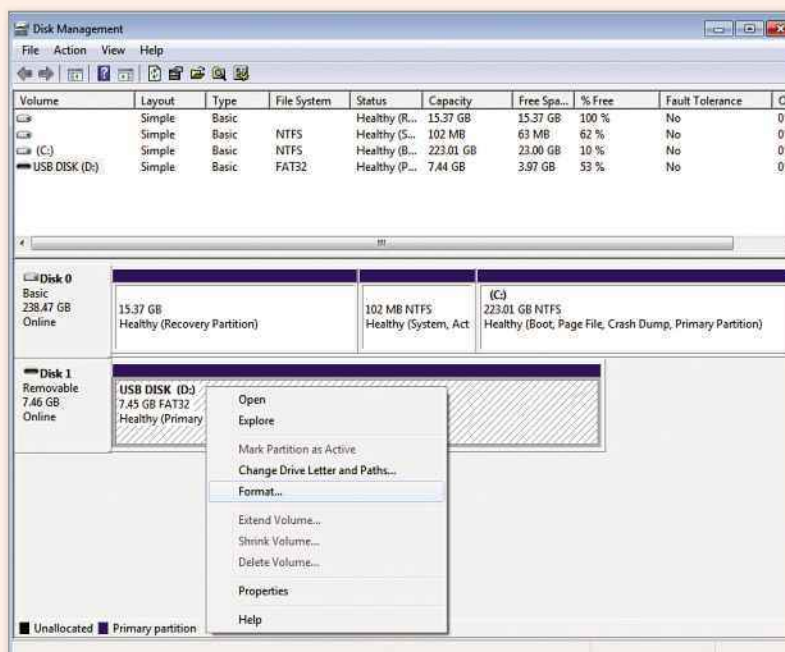 Disk Management
File Action View Help
Volume Layout Type File System Status Capacity Free Spa... % Free Fault Tolerance
Simple Basic Healthy (R... 15.37 GB 15.37 GB 100 % No
Simple Basic NTFS Healthy (S... 102 MB 63 MB 62 % No
(C:) Simple Basic NTFS Healthy (B... 223.01 GB 23.00 GB 10 % No
USB DISK (D:) Simple Basic FAT32 Healthy (P... 7.44 GB 3.97 GB 53 % No
Disk 0
Basic
238.47 GB
Online
15.37 GB
Healthy (Recovery Partition)
102 MB NTFS
Healthy (System, Act
(C:)
223.01 GB NTFS
Healthy (Boot, Page File, Crash Dump, Primary Partition)
Disk 1
Removable
7.46 GB
Online
USB DISK (D:)
7.45 GB FAT32
Healthy (Primary
Open
Explore
Mark Partition as Active
Change Drive Letter and Paths...
Format...
Extend Volume...
Shrink Volume...
Delete Volume...
Properties
Help
Unallocated Primary partition